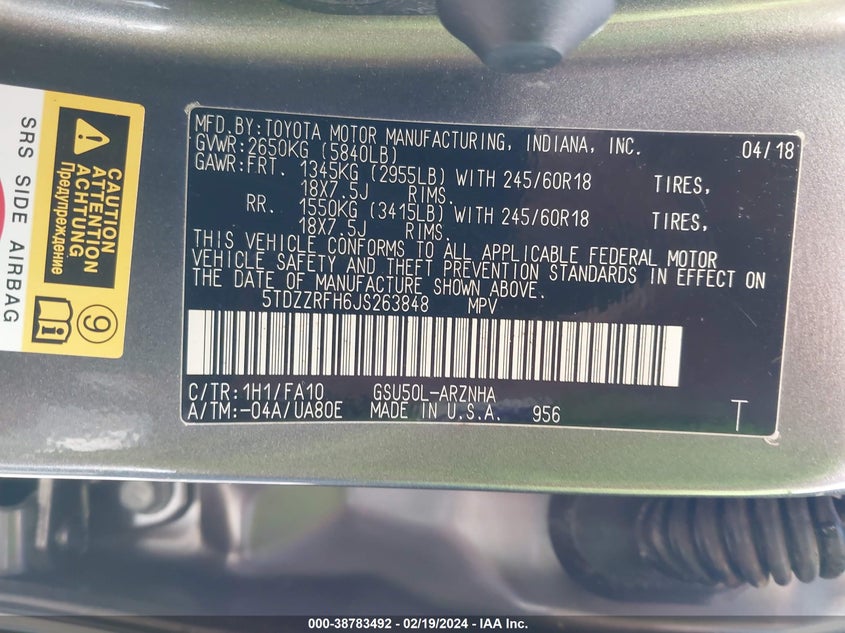 SRS SIDE AIRBAG
CAUTION
ATTENTION
ACHTUNG
Предупреждение
9
MFD.BY:TOYOTA MOTOR MANUFACTURING, INDIANA, INC. 04/18
GVWR:2650KG (5840LB)
GAWR:FRT. 1345KG (2955LB) WITH 245/60R18 TIRES,
18X7.5J RIMS.
RR. 1550KG (3415LB) WITH 245/60R18 TIRES,
18X7.5J RIMS.
THIS VEHICLE CONFORMS TO ALL APPLICABLE FEDERAL MOTOR
VEHICLE SAFETY AND THEFT PREVENTION STANDARDS IN EFFECT ON
THE DATE OF MANUFACTURE SHOWN ABOVE.
5TDZZRFH6JS263848 MPV
C/TR:1H1/FA10 GSU50L-ARZNHA
A/TM:-04A/UA80E MADE IN U.S.A. 956 T
000-38783492 - 02/19/2024 - IAA Inc.